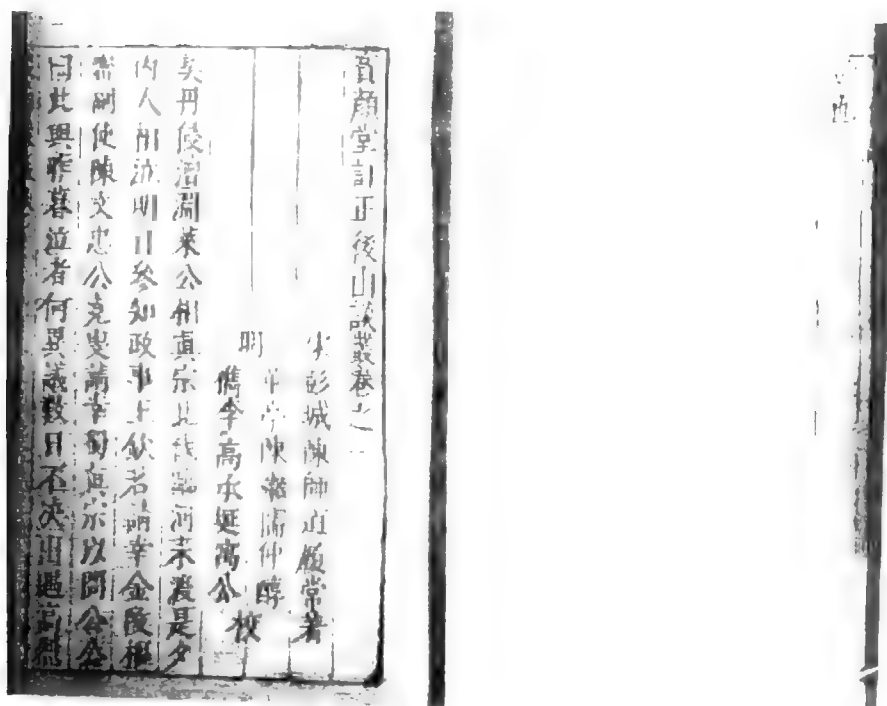 寶顏堂訂正後山談叢卷之一
宋彭城陳師道履常著
華亭陳繼儒仲醇
明
檇李高承埏寓公
校
契丹侵澶淵萊公相真宗北伐臨河未渡是夕
內人相泣明日參知政事王欽若請幸金陵樞
密副使陳文忠公堯叟請幸蜀真宗以問公公
曰此與昨暮泣者何異議數日不決出遇高烈